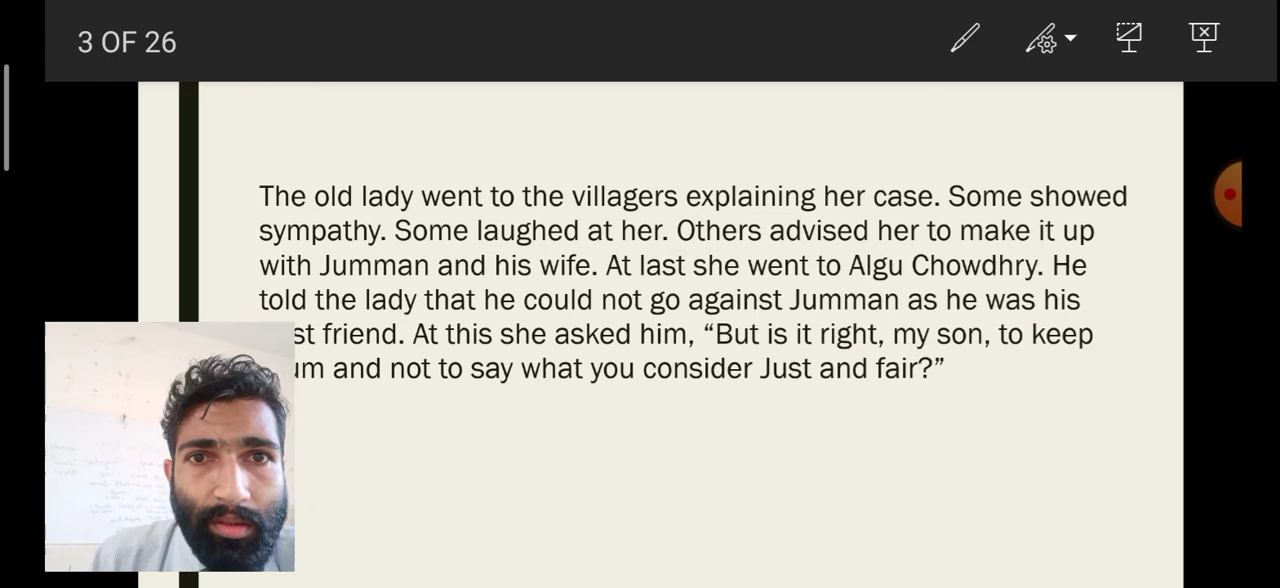 3 OF 26
The old lady went to the villagers explaining her case. Some showed
sympathy. Some laughed at her. Others advised her to make it up
with Jumman and his wife. At last she went to Algu Chowdhry. He
told the lady that he could not go against Jumman as he was his
st friend. At this she asked him, “But is it right, my son, to keep
um and not to say what you consider Just and fair?”